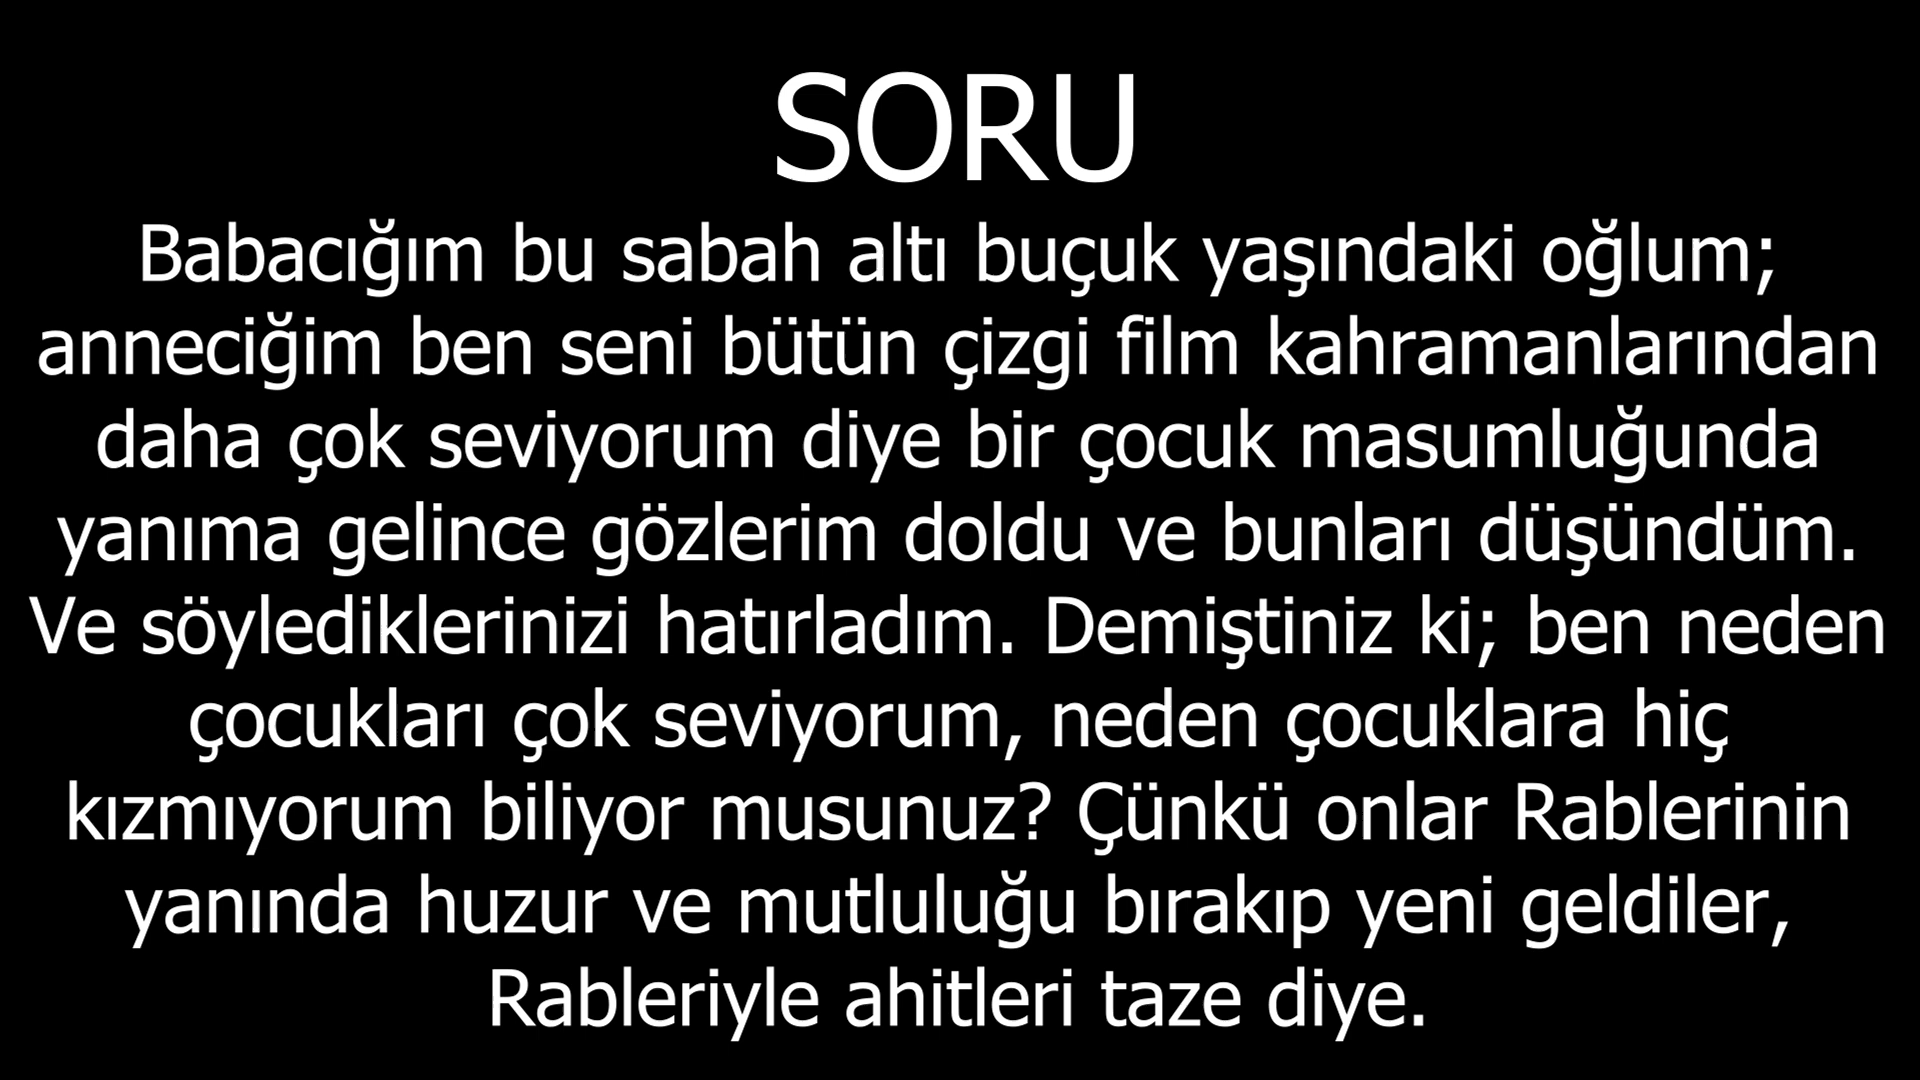 SORU
Babacığım bu sabah altı buçuk yaşındaki oğlum;
anneciğim ben seni bütün çizgi film kahramanlarından
daha çok seviyorum diye bir çocuk masumluğunda
yanıma gelince gözlerim doldu ve bunları düşündüm.
Ve söylediklerinizi hatırladım. Demiştiniz ki; ben neden
çocukları çok seviyorum, neden çocuklara hiç
kızmıyorum biliyor musunuz? Çünkü onlar Rablerinin
yanında huzur ve mutluluğu bırakıp yeni geldiler,
Rableriyle ahitleri taze diye.